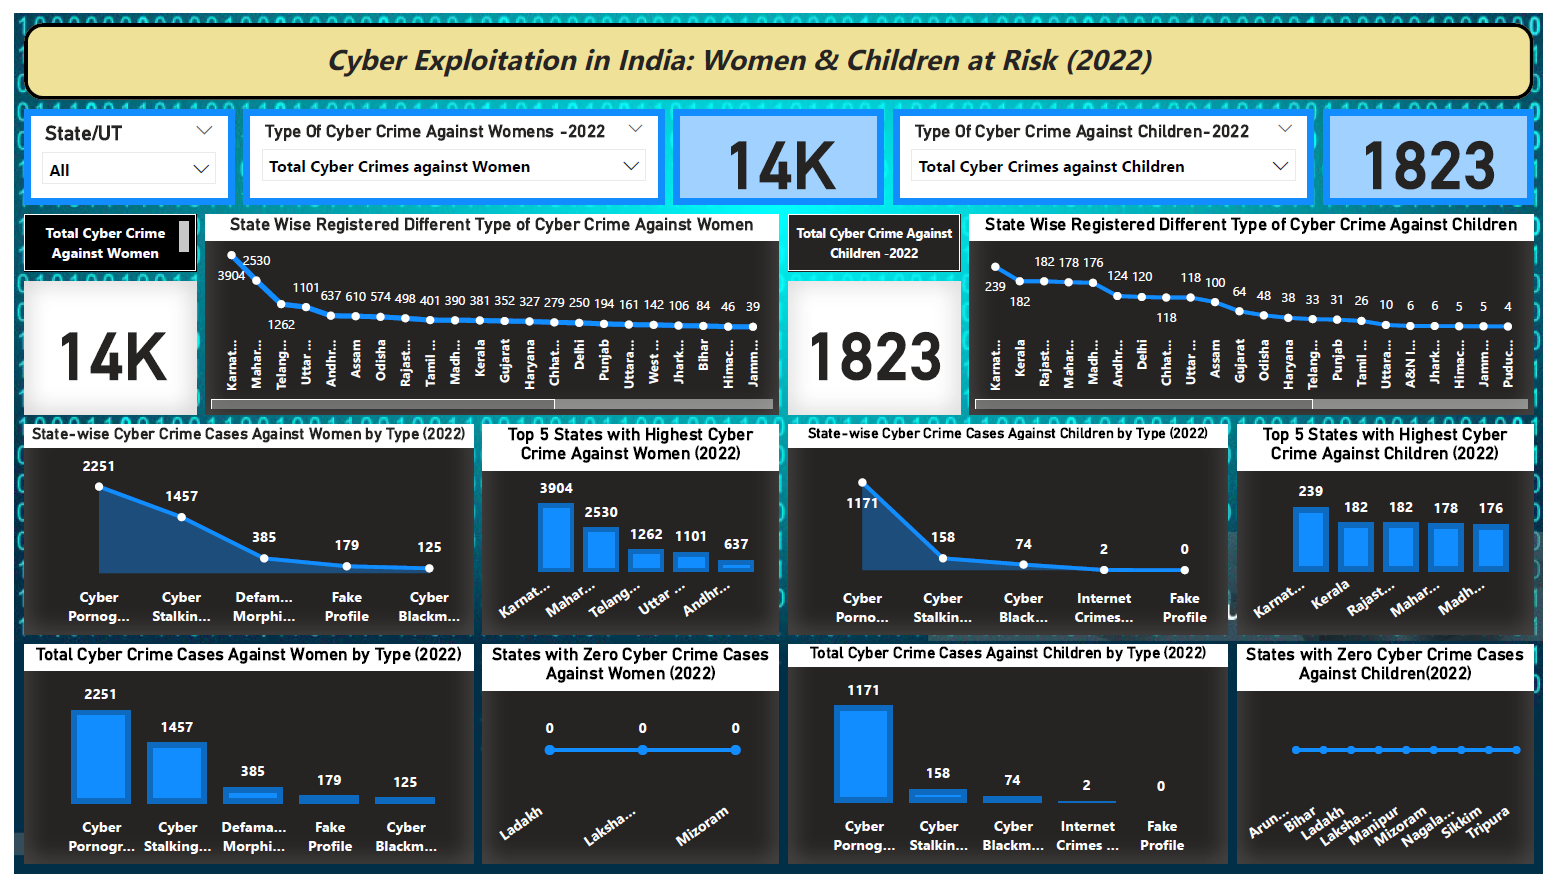 Cyber Exploitation in India: Women & Children at Risk (2022)
State/UT
All
Type Of Cyber Crime Against Womens -2022
Total Cyber Crimes against Women
14K
Type Of Cyber Crime Against Children-2022
Total Cyber Crimes against Children
1823
Total Cyber Crime
Against Women
14K
State Wise Registered Different Type of Cyber Crime Against Women
3904 2530 1262 1101 637 610 574 498 401 390 381 352 327 279 250 194 161 142 106 84 46 39
Karnat... Mahar... Telang... Uttar ... Andhr... Assam Odisha Rajast... Tamil ... Madh... Kerala Gujarat Haryana Chhat... Delhi Punjab Uttara... West ... Jhark... Bihar Himac... Jamm...
Total Cyber Crime Against
Children -2022
1823
State Wise Registered Different Type of Cyber Crime Against Children
239 182 182 178 176 124 120 118 118 100 64 48 38 33 31 26 10 6 6 5 5 4
Karnat... Kerala Rajast... Mahar... Madh... Andhr... Delhi Chhat... Uttar ... Assam Gujarat Odisha Haryana Telang... Punjab Tamil ... Uttara... A&N I... Jhark... Himac... Jamm... Puduc...
State-wise Cyber Crime Cases Against Women by Type (2022)
2251
1457
385
179
125
Cyber
Pornog...
Cyber
Stalkin...
Defam...
Morphi...
Fake
Profile
Cyber
Blackm...
Top 5 States with Highest Cyber
Crime Against Women (2022)
3904
2530
1262
1101
637
Karnat...
Mahar...
Telang...
Uttar ...
Andhr...
State-wise Cyber Crime Cases Against Children by Type (2022)
1171
158
74
2
0
Cyber
Porno...
Cyber
Stalkin...
Cyber
Black...
Internet
Crimes...
Fake
Profile
Top 5 States with Highest Cyber
Crime Against Children (2022)
239
182
182
178
176
Karnat...
Kerala
Rajast...
Mahar...
Madh...
Total Cyber Crime Cases Against Women by Type (2022)
2251
1457
385
179
125
Cyber
Pornogr...
Cyber
Stalking...
Defama...
Morphi...
Fake
Profile
Cyber
Blackm...
States with Zero Cyber Crime Cases
Against Women (2022)
0
0
0
Ladakh
Laksha...
Mizoram
Total Cyber Crime Cases Against Children by Type (2022)
1171
158
74
2
0
Cyber
Pornog...
Cyber
Stalkin...
Cyber
Blackm...
Internet
Crimes ...
Fake
Profile
States with Zero Cyber Crime Cases
Against Children(2022)
Arun...
Bihar
Ladakh
Laksha...
Manipur
Mizoram
Nagala...
Sikkim
Tripura